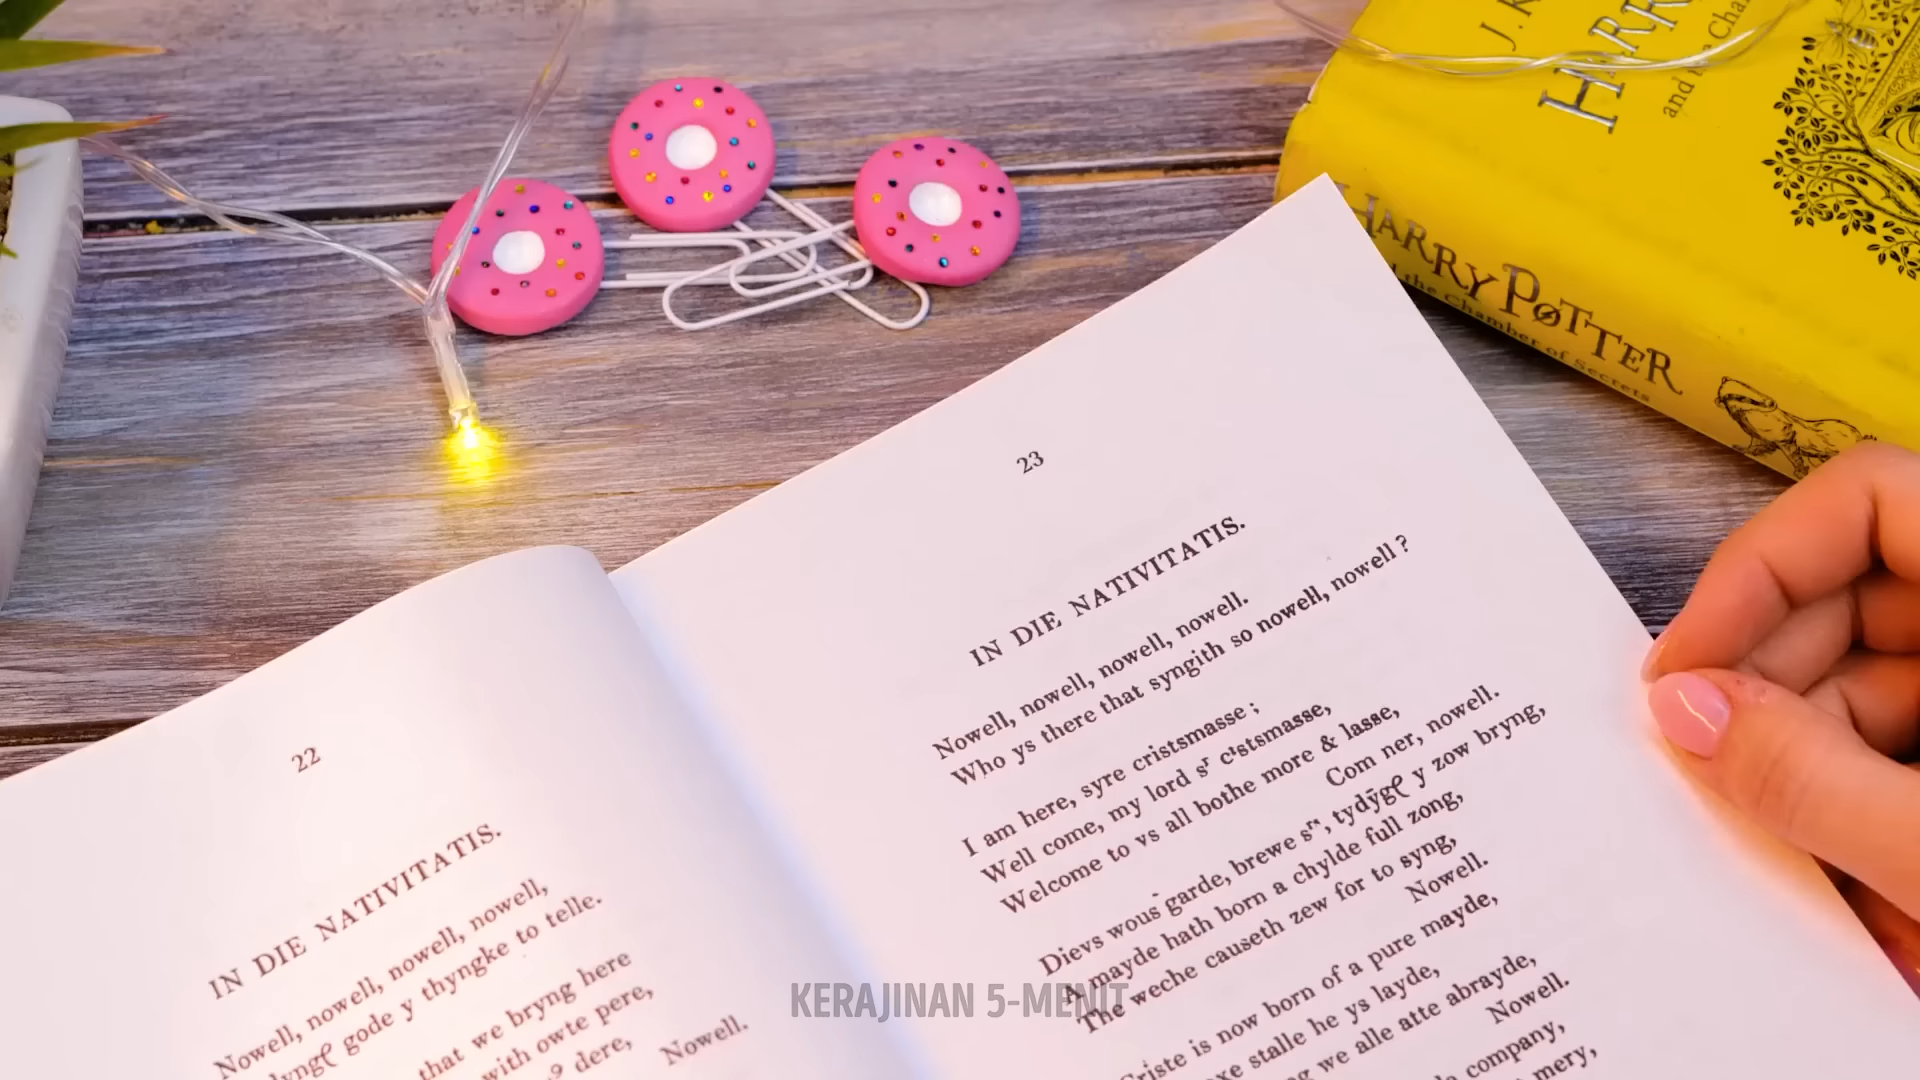 J. K
HARR
and the Cha
HARRY POTTER
the Chamber of Secrets
22
IN DIE NATIVITATIS.
Nowell, nowell, nowell, nowell,
gode y thyngke to telle.
that we bryng here
with owte pere,
dere,
Nowell.
23
IN DIE NATIVITATIS.
Nowell, nowell, nowell, nowell.
Who ys there that syngith so nowell, nowell?
I am here, syre cristsmasse;
Well come, my lord sʳ cˢstsmasse,
Welcome to vs all bothe more & lasse,
Com ner, nowell.
Dievs wous garde, brewe sʳˢ, tydȳgꝭ y zow bryng,
A mayde hath born a chylde full zong,
The weche causeth zew for to syng,
Nowell.
Criste is now born of a pure mayde,
oxe stalle he ys layde,
we alle atte abrayde,
Nowell.
company,
mery,
KERAJINAN 5-MENIT